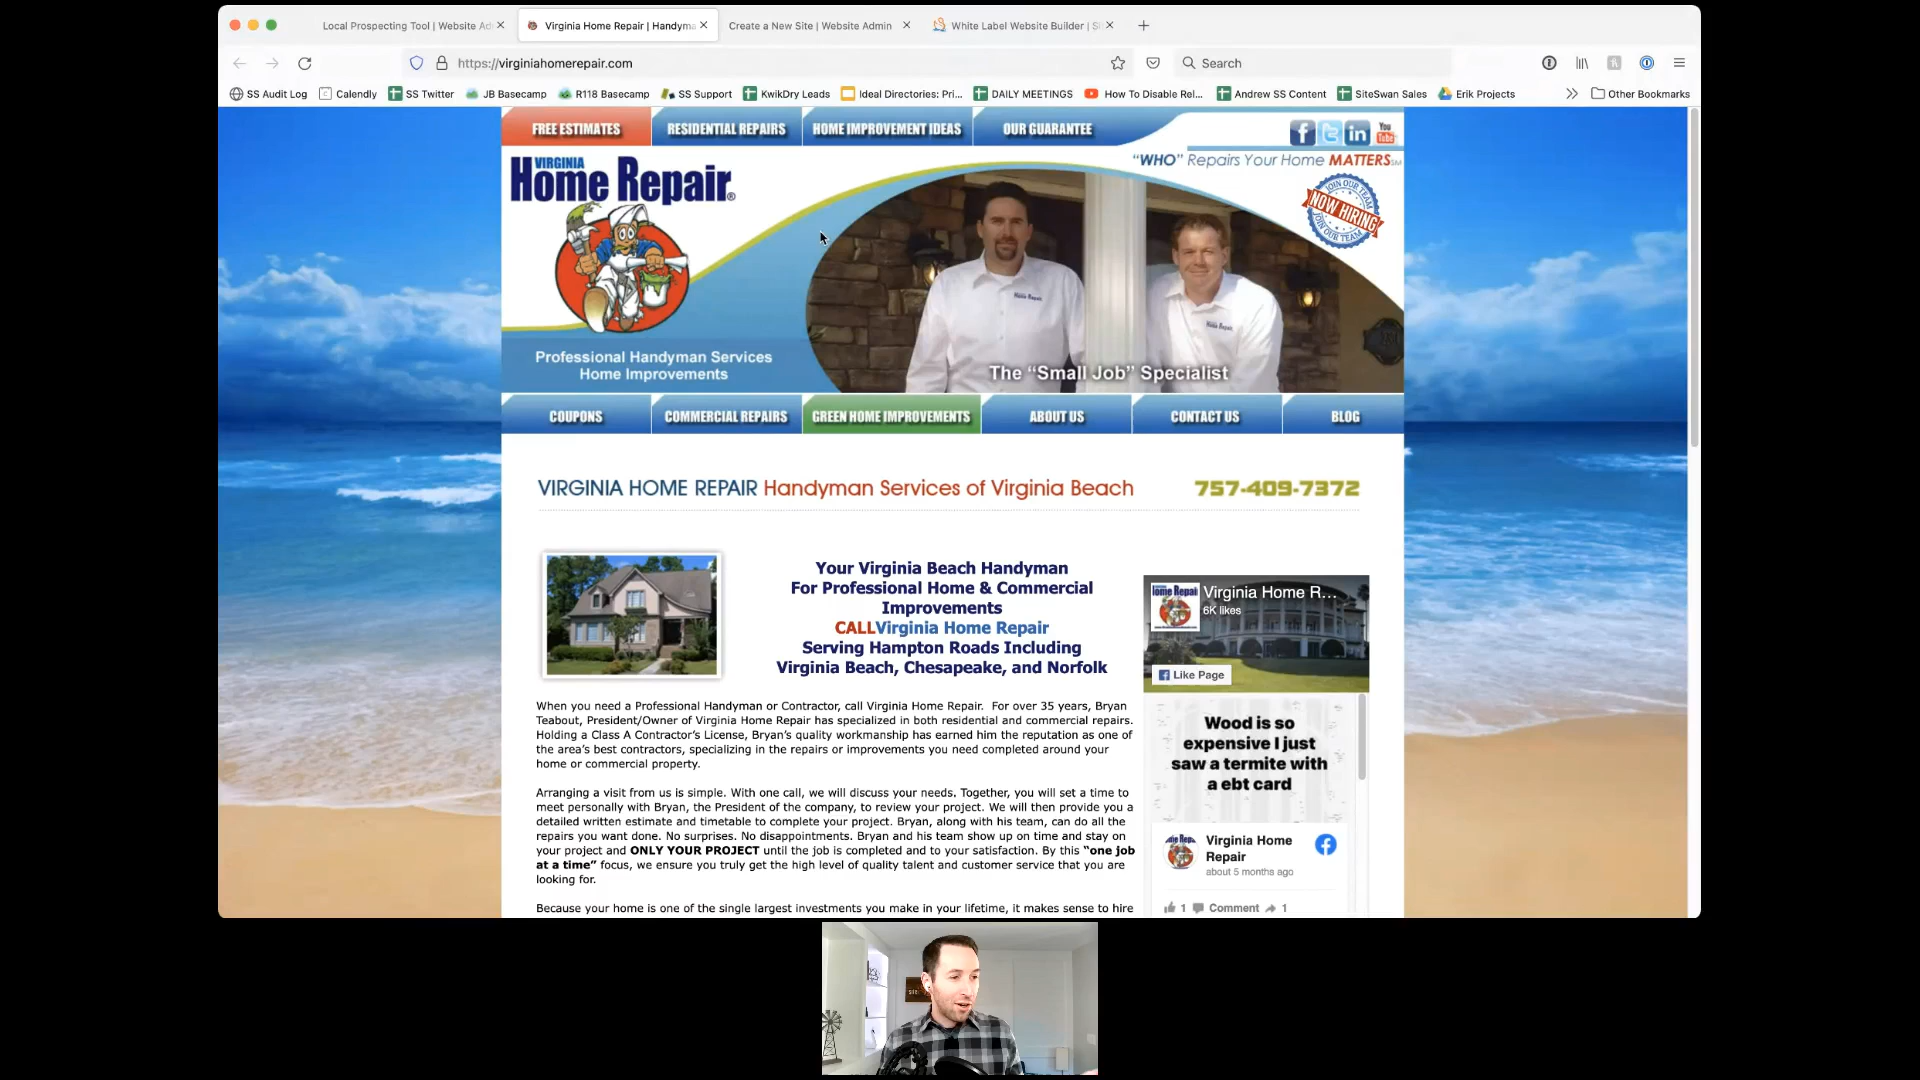 Local Prospecting Tool | Website Ad
Virginia Home Repair | Handyma
Create a New Site | Website Admin
White Label Website Builder | Si
https://virginiahomerepair.com
Search
SS Audit Log
Calendly
SS Twitter
JB Basecamp
R118 Basecamp
SS Support
KwikDry Leads
Ideal Directories: Pri...
DAILY MEETINGS
How To Disable Rel...
Andrew SS Content
SiteSwan Sales
Erik Projects
Other Bookmarks
FREE ESTIMATES
RESIDENTIAL REPAIRS
HOME IMPROVEMENT IDEAS
OUR GUARANTEE
You
Tube
"WHO" Repairs Your Home MATTERS
VIRGINIA
Home Repair®
JOIN OUR TEAM
NOW HIRING
JOIN OUR TEAM
Home Repair
Home Repair
Professional Handyman Services
Home Improvements
The "Small Job" Specialist
COUPONS
COMMERCIAL REPAIRS
GREEN HOME IMPROVEMENTS
ABOUT US
CONTACT US
BLOG
VIRGINIA HOME REPAIR Handyman Services of Virginia Beach
757-409-7372
Your Virginia Beach Handyman
For Professional Home & Commercial
Improvements
CALLVirginia Home Repair
Serving Hampton Roads Including
Virginia Beach, Chesapeake, and Norfolk
Virginia Home R...
6K likes
Like Page
When you need a Professional Handyman or Contractor, call Virginia Home Repair. For over 35 years, Bryan
Teabout, President/Owner of Virginia Home Repair has specialized in both residential and commercial repairs.
Holding a Class A Contractor's License, Bryan's quality workmanship has earned him the reputation as one of
the area's best contractors, specializing in the repairs or improvements you need completed around your
home or commercial property.
Arranging a visit from us is simple. With one call, we will discuss your needs. Together, you will set a time to
meet personally with Bryan, the President of the company, to review your project. We will then provide you a
detailed written estimate and timetable to complete your project. Bryan, along with his team, can do all the
repairs you want done. No surprises. No disappointments. Bryan and his team show up on time and stay on
your project and ONLY YOUR PROJECT until the job is completed and to your satisfaction. By this "one job
at a time" focus, we ensure you truly get the high level of quality talent and customer service that you are
looking for.
Because your home is one of the single largest investments you make in your lifetime, it makes sense to hire
Wood is so
expensive I just
saw a termite with
a ebt card
Virginia Home
Repair
about 5 months ago
1 Comment 1